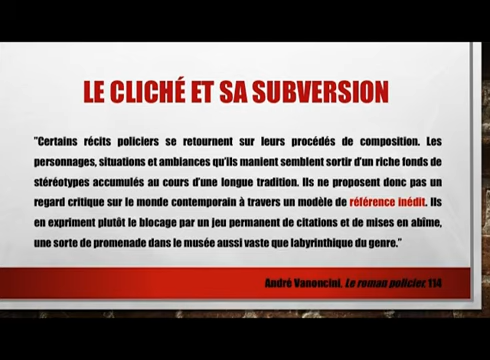 LE CLICHÉ ET SA SUBVERSION
"Certains récits policiers se retournent sur leurs procédés de composition. Les
personnages, situations et ambiances qu'ils manient semblent sortir d'un riche fonds de
stéréotypes accumulés au cours d'une longue tradition. Ils ne proposent donc pas un
regard critique sur le monde contemporain à travers un modèle de référence inédit. Ils
en expriment plutôt le blocage par un jeu permanent de citations et de mises en abîme,
une sorte de promenade dans le musée aussi vaste que labyrinthique du genre."
André Vanoncini, Le roman policier, 114